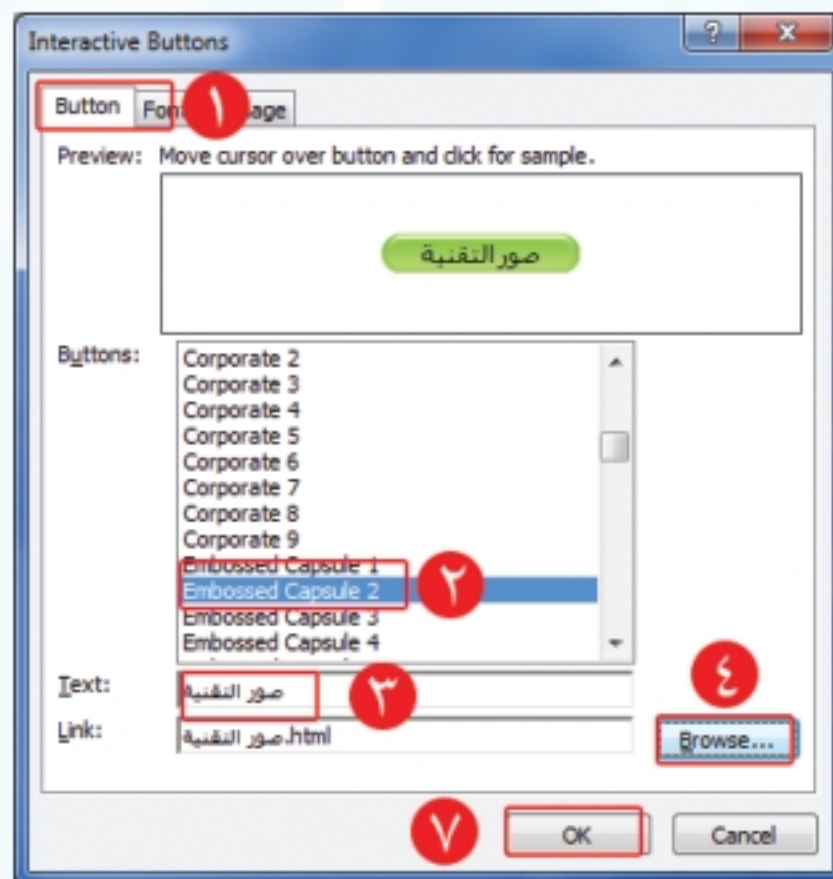 Interactive Buttons
Button Fon ١ age
Preview: Move cursor over button and click for sample.
صور التقنية
Buttons:
Corporate 2
Corporate 3
Corporate 4
Corporate 5
Corporate 6
Corporate 7
Corporate 8
Corporate 9
Embossed Capsule 1
Embossed Capsule 2 ٢
Embossed Capsule 3
Embossed Capsule 4
Text: صور التقنية ٣ ٤
Link: صور التقنية.html Browse...
٧ OK Cancel